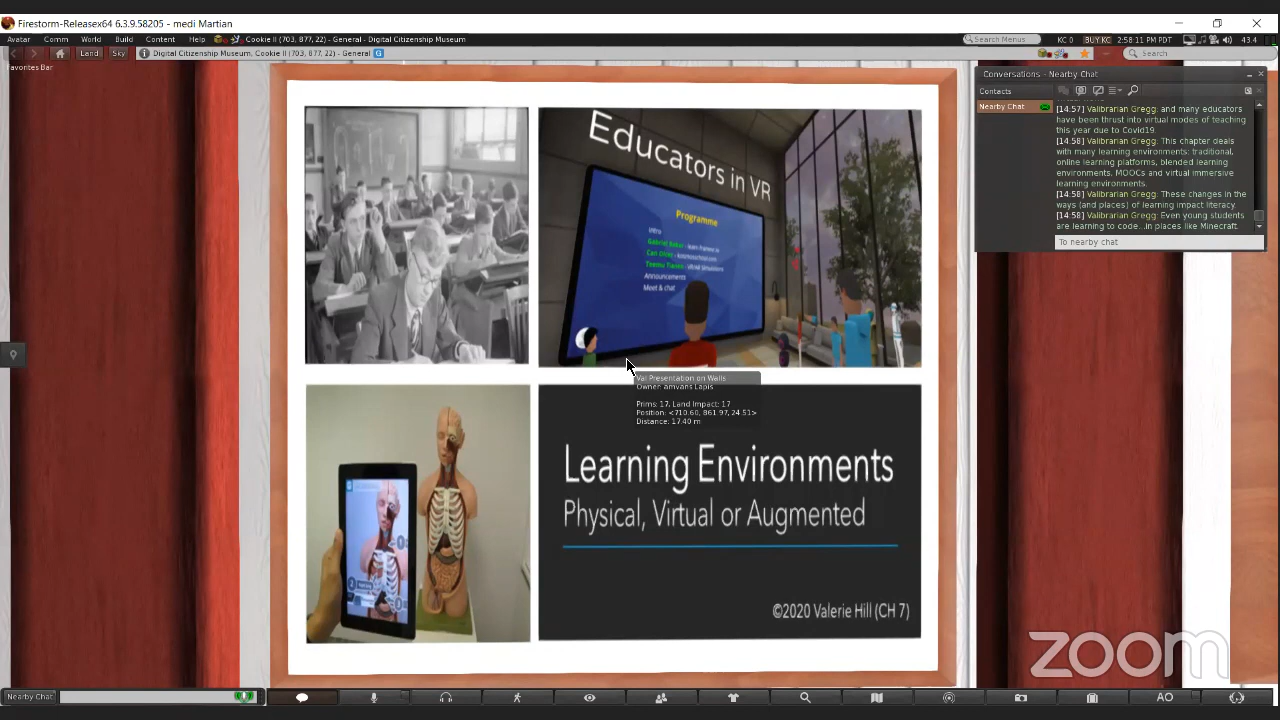 Firestorm-Releasex64 6.3.9.58205 - medi Martian
Avatar Comm World Build Content Help Cookie II (703, 877, 22) - General - Digital Citizenship Museum
Search Menus KC 0 BUY KC 2:58:11 PM PDT 43.4
Land Sky Digital Citizenship Museum, Cookie II (703, 877, 22) - General G Search
Favorites Bar
Conversations - Nearby Chat
Contacts
Nearby Chat
[14:57] Valibrarian Gregg: and many educators
have been thrust into virtual modes of teaching
this year due to Covid19.
[14:58] Valibrarian Gregg: This chapter deals
with many learning environments: traditional,
online learning platforms, blended learning
environments, MOOCs and virtual immersive
learning environments.
[14:58] Valibrarian Gregg: These changes in the
ways (and places) of learning impact literacy.
[14:58] Valibrarian Gregg: Even young students
are learning to code...in places like Minecraft.
To nearby chat
Educators in VR
Programme
Intro
Announcements
Meet & chat
Val Presentation on Walls
Owner: amvans Lapis
Prims: 17, Land Impact: 17
Position: <710.60, 861.97, 24.51>
Distance: 17.40 m
Learning Environments
Physical, Virtual or Augmented
©2020 Valerie Hill (CH 7)
zoom
Nearby Chat
AO